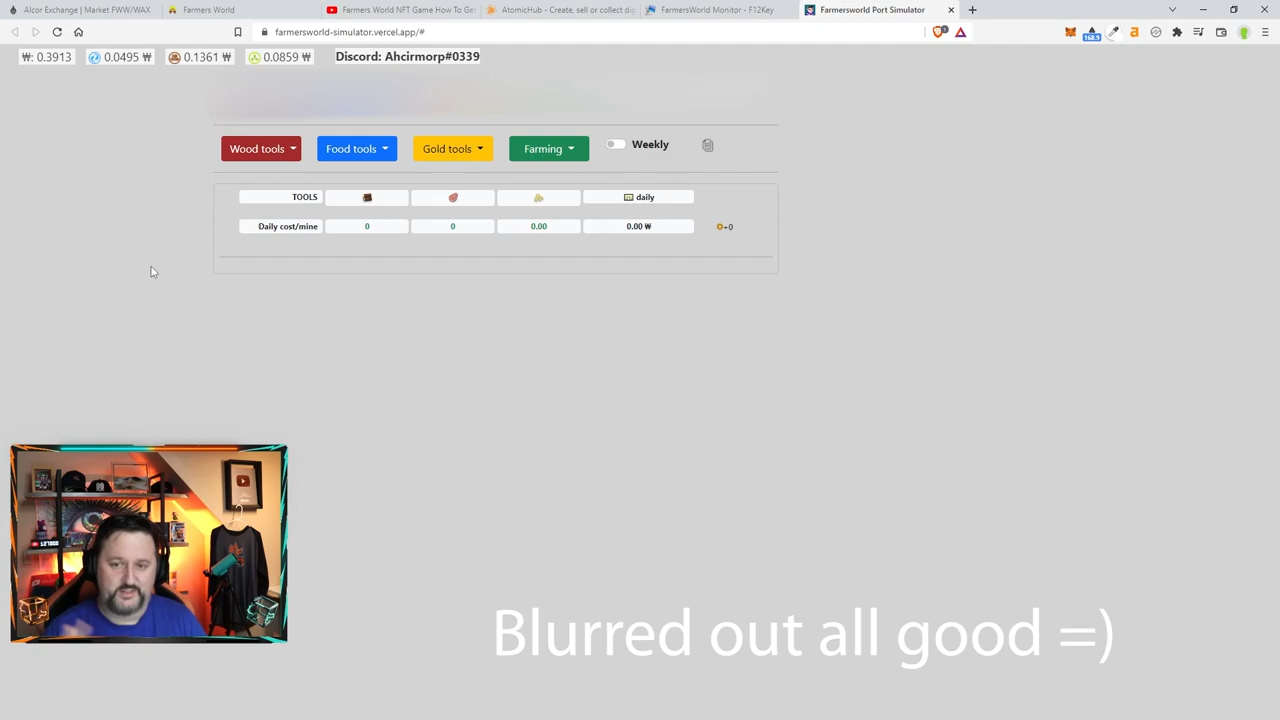 Alcor Exchange | Market FWW/WAX
Farmers World
Farmers World NFT Game How To Ge
AtomicHub - Create, sell or collect dig
FarmersWorld Monitor - F12Key
Farmersworld Port Simulator
farmersworld-simulator.vercel.app/#
168.9
₩: 0.3913
0.0495 ₩
0.1361 ₩
0.0859 ₩
Discord: Ahcirmorp#0339
Wood tools
Food tools
Gold tools
Farming
Weekly
TOOLS
daily
Daily cost/mine
0
0
0.00
0.00 ₩
+0
Blurred out all good =)